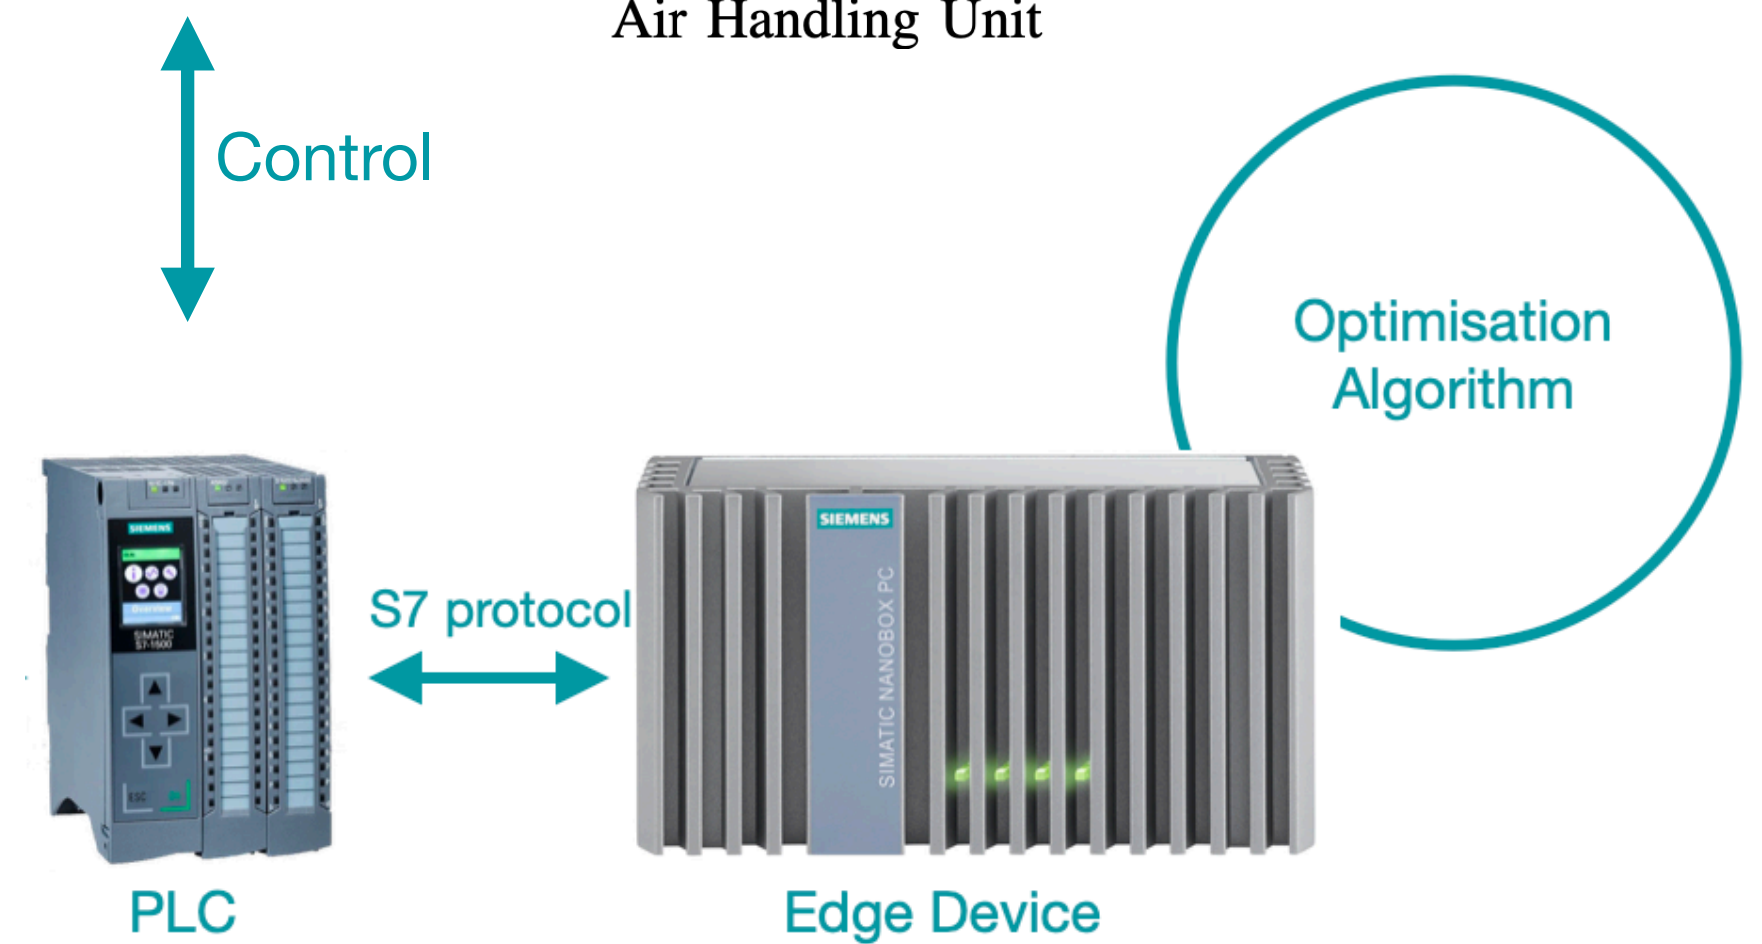 Air Handling Unit
Control
Optimisation
Algorithm
SIEMENS
Overview
SIMATIC
S7-1500
ESC
S7 protocol
SIEMENS
SIMATIC NANOBOX PC
PLC
Edge Device